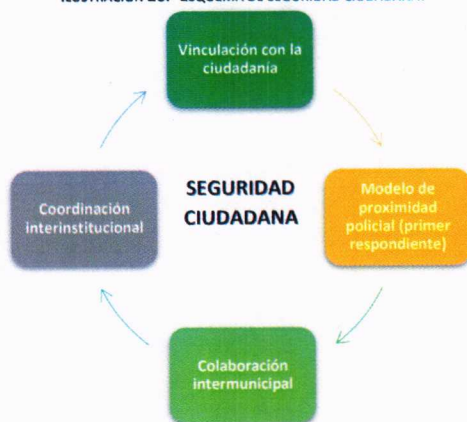 Vinculación con la
ciudadanía
SEGURIDAD
CIUDADANA
Modelo de
proximidad
policial (primer
respondiente)
Colaboración
intermunicipal
Coordinación
interinstitucional